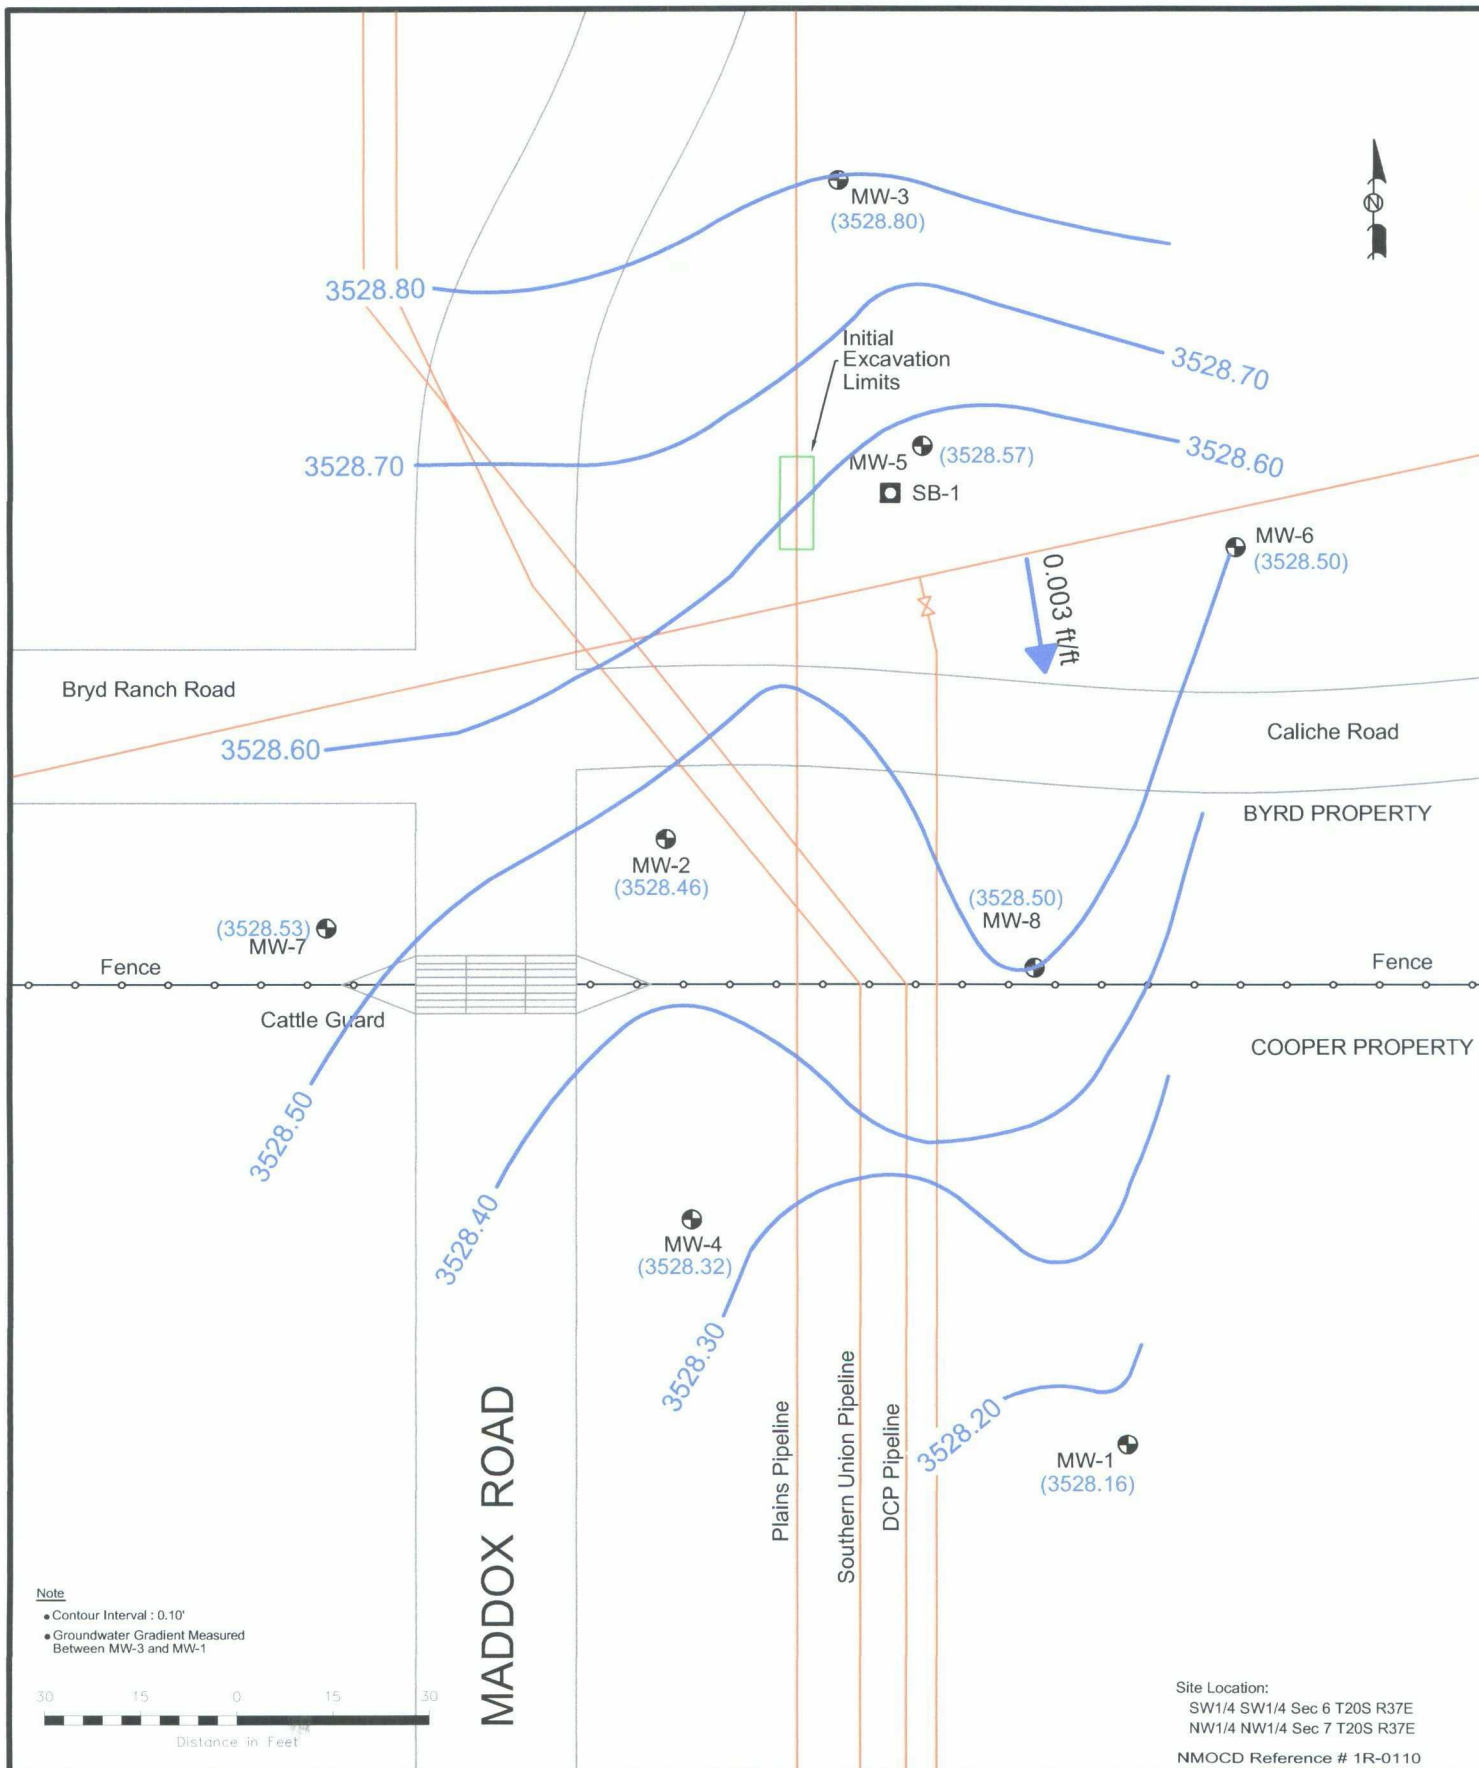 N
MW-3
(3528.80)
3528.80
Initial
Excavation
Limits
3528.70
3528.70
MW-5
(3528.57)
3528.60
SB-1
MW-6
(3528.50)
0.003 ft/ft
Bryd Ranch Road
3528.60
Caliche Road
BYRD PROPERTY
MW-2
(3528.46)
(3528.50)
MW-8
(3528.53)
MW-7
Fence
Fence
Cattle Guard
COOPER PROPERTY
3528.50
3528.40
MW-4
(3528.32)
3528.30
3528.20
MW-1
(3528.16)
MADDOX ROAD
Plains Pipeline
Southern Union Pipeline
DCP Pipeline
Note
• Contour Interval : 0.10'
• Groundwater Gradient Measured
Between MW-3 and MW-1
30 15 0 15 30
Distance in Feet
Site Location:
SW1/4 SW1/4 Sec 6 T20S R37E
NW1/4 NW1/4 Sec 7 T20S R37E
NMOCD Reference # 1R-0110